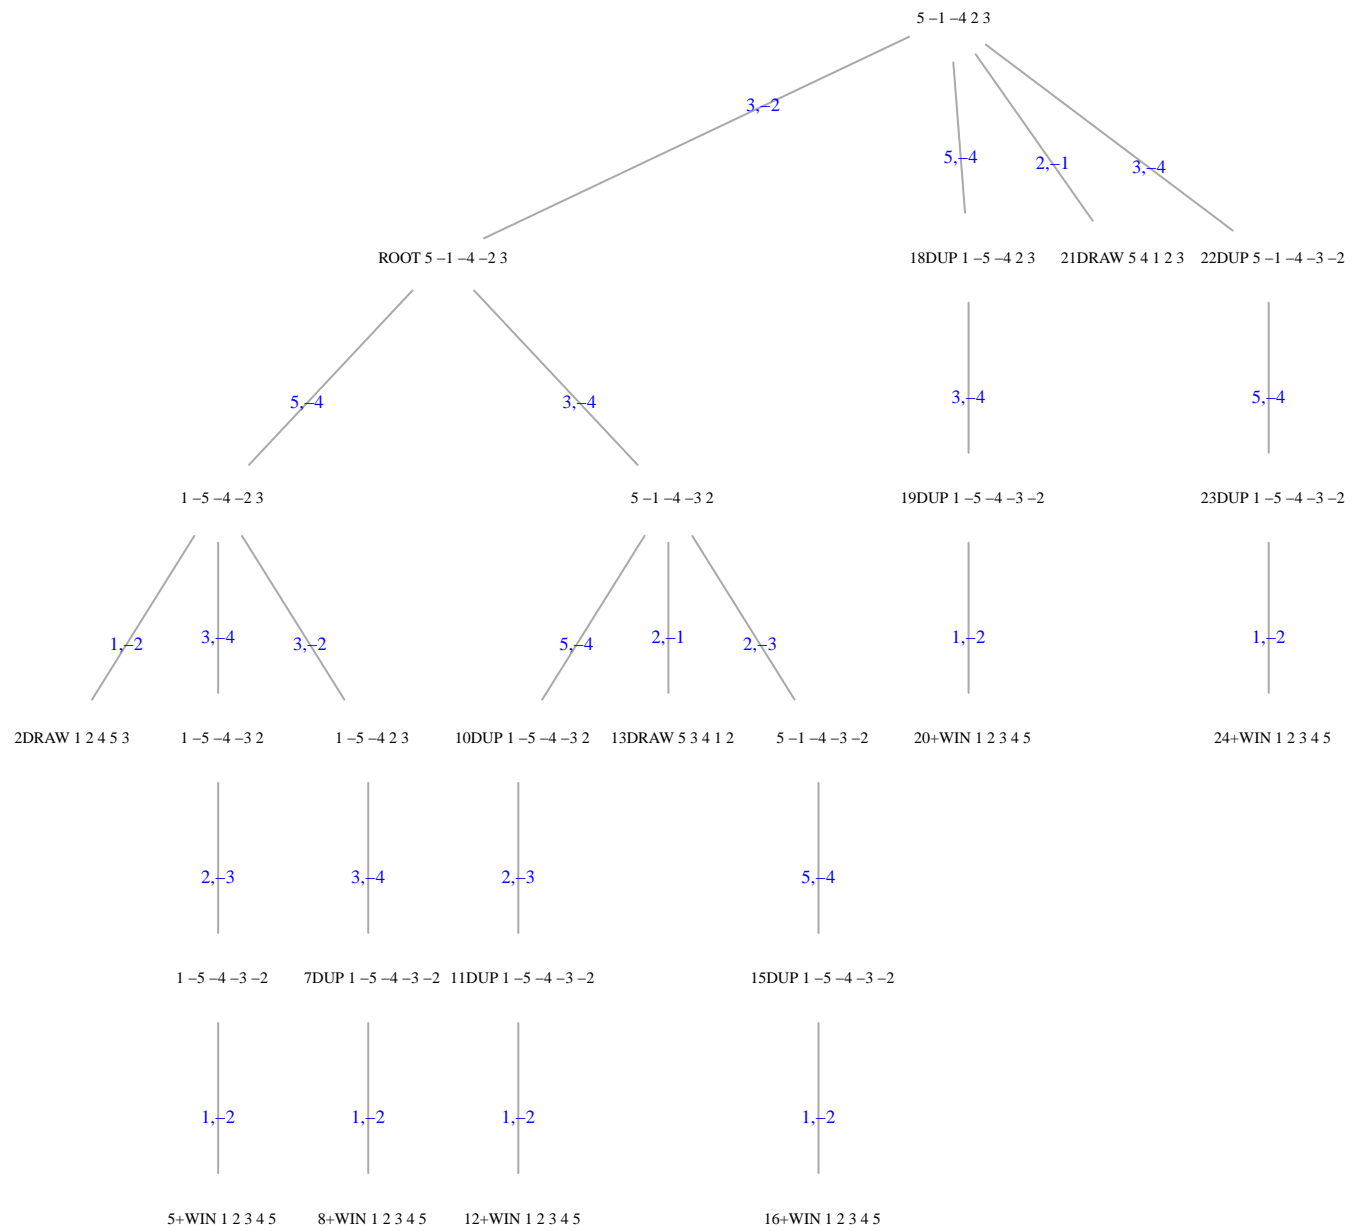 5 –1 –4 2 3
3,–2
5,–4
2,–1
3,–4
ROOT 5 –1 –4 –2 3
18DUP 1 –5 –4 2 3
21DRAW 5 4 1 2 3
22DUP 5 –1 –4 –3 –2
5,–4
3,–4
3,–4
5,–4
1 –5 –4 –2 3
5 –1 –4 –3 2
19DUP 1 –5 –4 –3 –2
23DUP 1 –5 –4 –3 –2
1,–2
3,–4
3,–2
5,–4
2,–1
2,–3
1,–2
1,–2
2DRAW 1 2 4 5 3
1 –5 –4 –3 2
1 –5 –4 2 3
10DUP 1 –5 –4 –3 2
13DRAW 5 3 4 1 2
5 –1 –4 –3 –2
20+WIN 1 2 3 4 5
24+WIN 1 2 3 4 5
2,–3
3,–4
2,–3
5,–4
1 –5 –4 –3 –2
7DUP 1 –5 –4 –3 –2
11DUP 1 –5 –4 –3 –2
15DUP 1 –5 –4 –3 –2
1,–2
1,–2
1,–2
1,–2
5+WIN 1 2 3 4 5
8+WIN 1 2 3 4 5
12+WIN 1 2 3 4 5
16+WIN 1 2 3 4 5